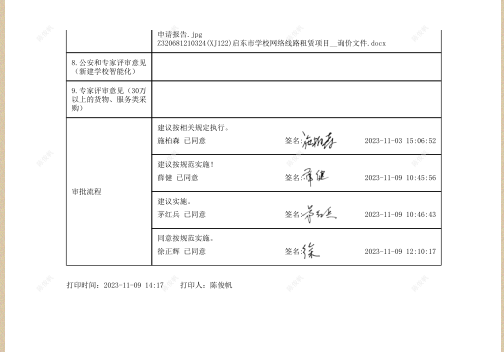 申请报告.jpg
Z320681210324(XJ122)启东市学校网络线路租赁项目__询价文件.docx
8.公安和专家评审意见
(新建学校智能化)
9.专家评审意见(30万
以上的货物、服务类采
购)
审批流程
建议按相关规定执行。
施柏森 已同意 签名: 施柏森 2023-11-03 15:06:52
建议按规范实施!
薛健 已同意 签名: 薛健 2023-11-09 10:45:56
建议实施。
茅红兵 已同意 签名: 茅红兵 2023-11-09 10:46:43
同意按规范实施。
徐正辉 已同意 签名: 徐 2023-11-09 12:10:17
打印时间: 2023-11-09 14:17 打印人: 陈俊帆